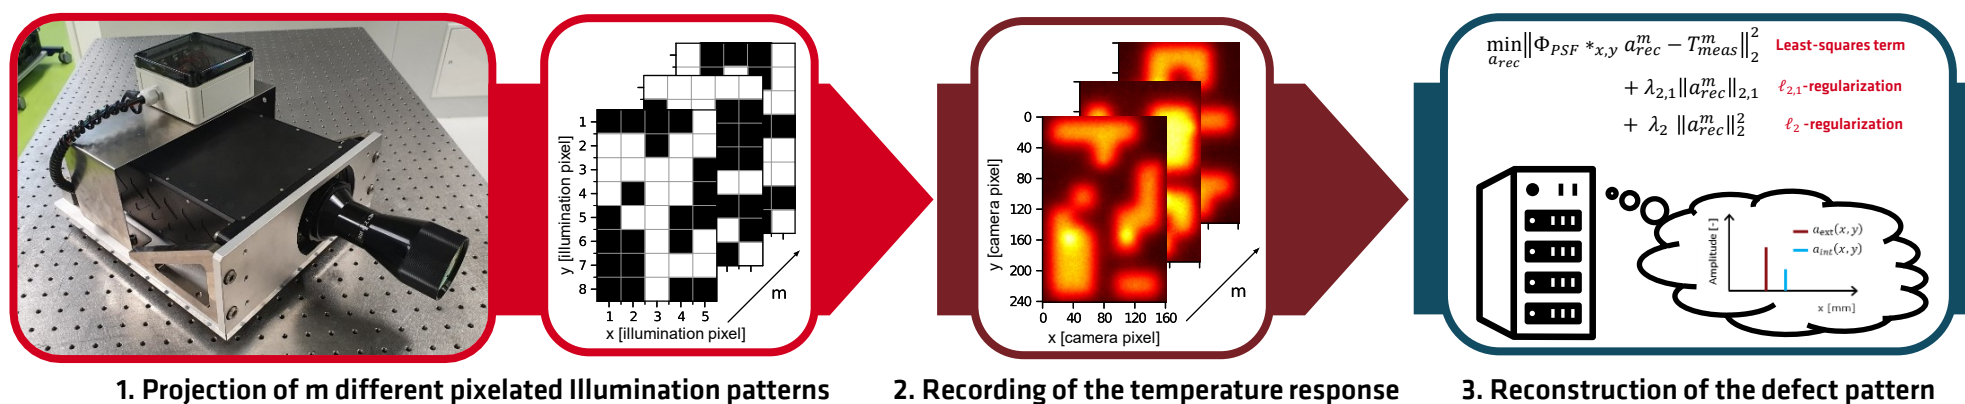 1
2
3
4
5
6
7
8
y [illumination pixel]
1 2 3 4 5
x [illumination pixel]
m
0
40
80
120
160
200
240
y [camera pixel]
0 40 80 120 160
x [camera pixel]
m
min a_rec ‖Φ_PSF *_x,y a^m_rec − T^m_meas‖²₂ Least-squares term
+ λ_2,1 ‖a^m_rec‖_2,1 ℓ_2,1-regularization
+ λ_2 ‖a^m_rec‖²₂ ℓ_2 -regularization
Amplitude [-]
a_ext(x, y)
a_int(x, y)
x [mm]
1. Projection of m different pixelated Illumination patterns
2. Recording of the temperature response
3. Reconstruction of the defect pattern